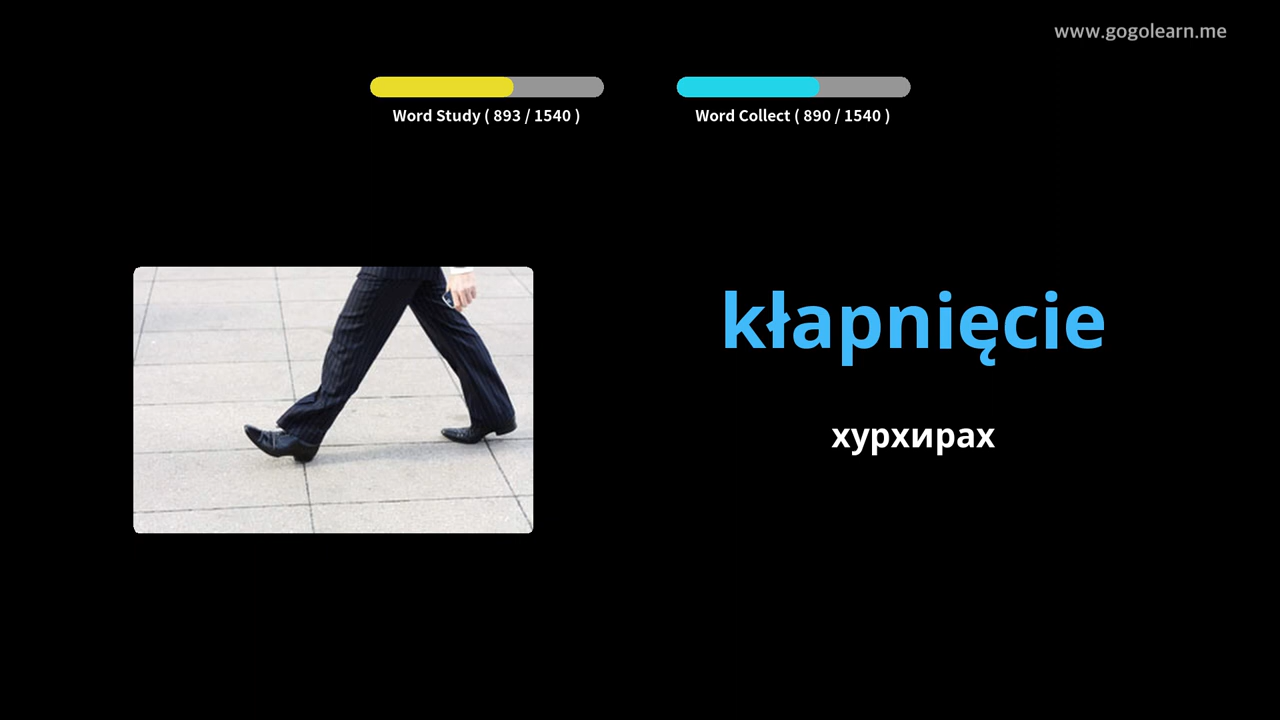 www.gogolearn.me
Word Study ( 893 / 1540 )
Word Collect ( 890 / 1540 )
kłapnięcie
хурхирах